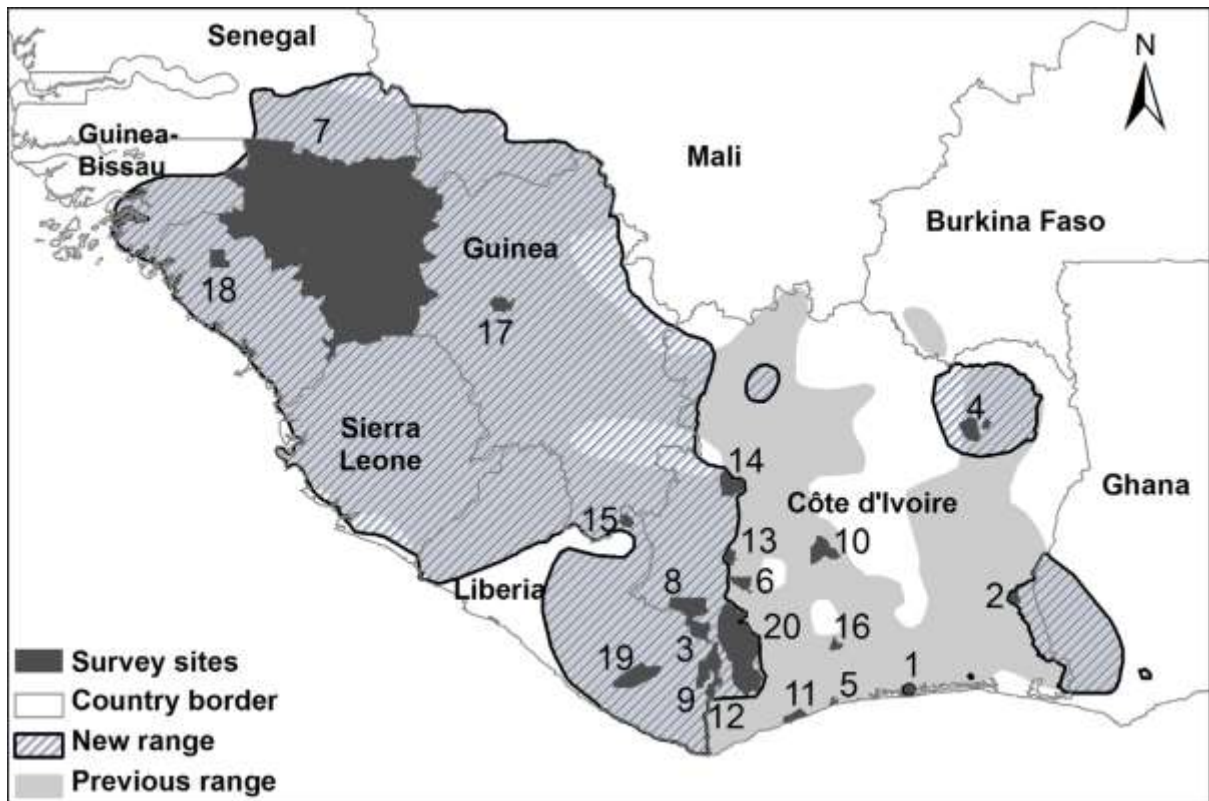 Senegal
N
7
Guinea-
Bissau
Mali
Burkina Faso
Guinea
18
17
4
Sierra
Leone
14
Ghana
Côte d'Ivoire
15
13
10
6
Liberia
8
2
20
16
3
19
1
9
5
11
12
Survey sites
Country border
New range
Previous range